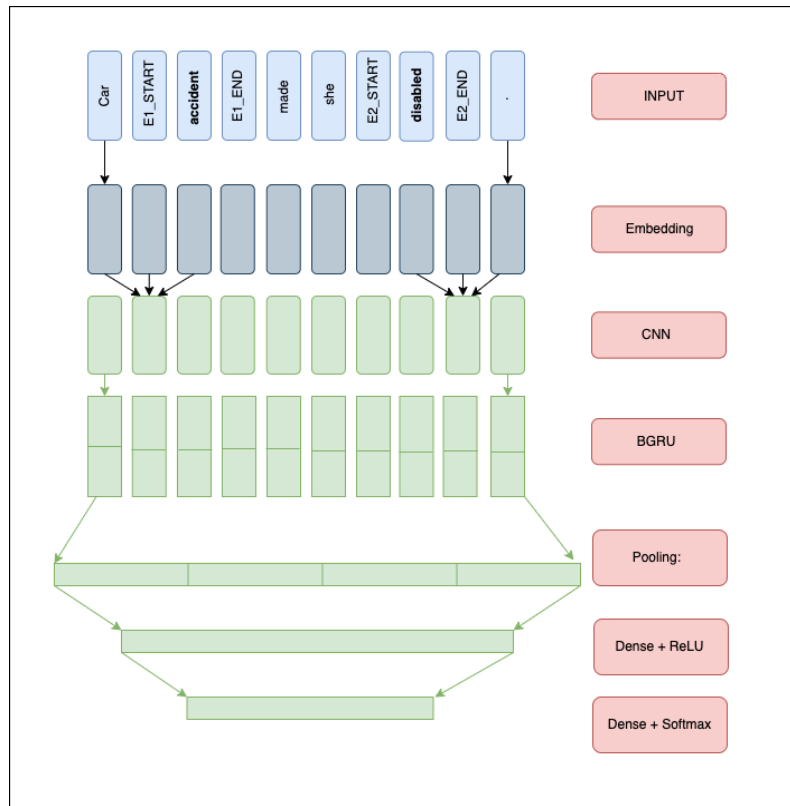 Car
E1_START
accident
E1_END
made
she
E2_START
disabled
E2_END
.
INPUT
Embedding
CNN
BGRU
Pooling:
Dense + ReLU
Dense + Softmax